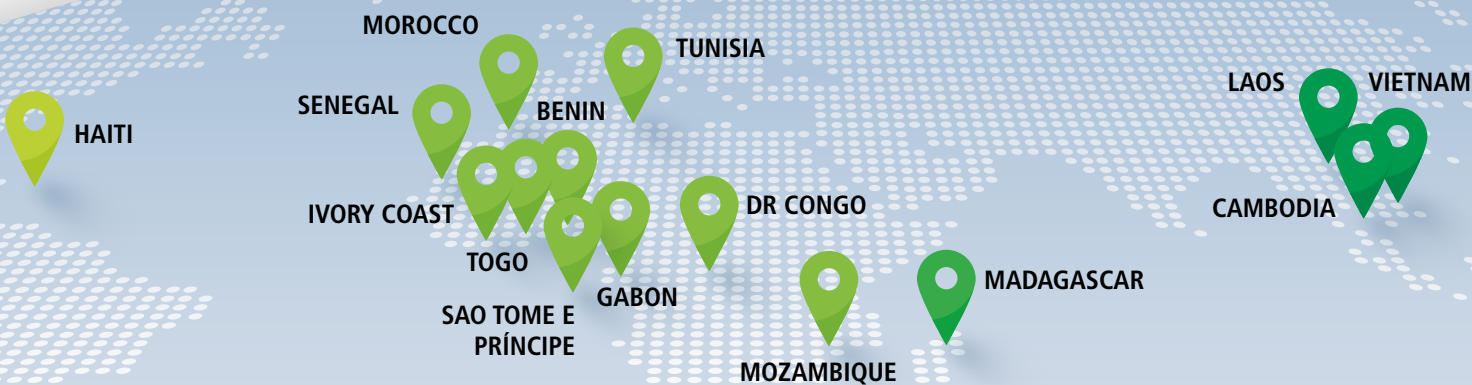 MOROCCO
TUNISIA
LAOS
VIETNAM
SENEGAL
BENIN
HAITI
IVORY COAST
DR CONGO
CAMBODIA
TOGO
MADAGASCAR
GABON
SAO TOME E
PRÍNCIPE
MOZAMBIQUE